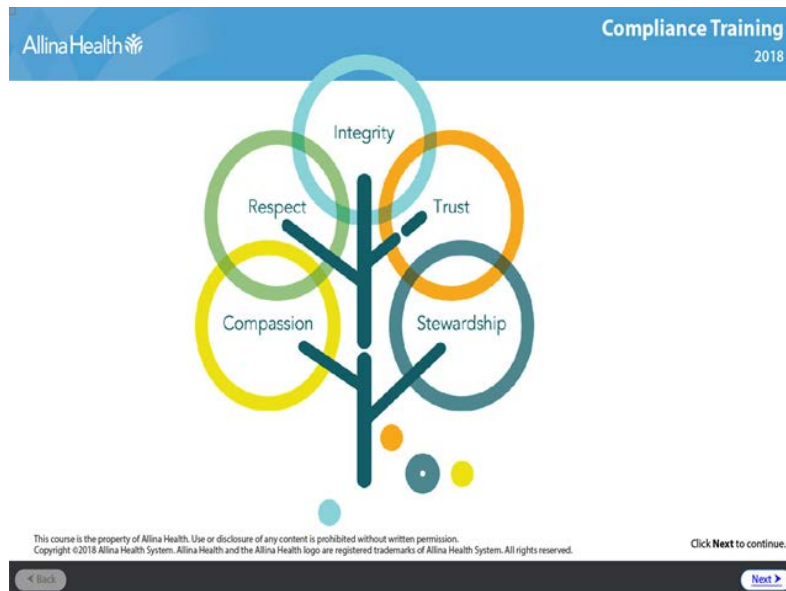 Allina Health
Compliance Training
2018
Integrity
Respect
Trust
Compassion
Stewardship
This course is the property of Allina Health. Use or disclosure of any content is prohibited without written permission.
Copyright ©2018 Allina Health System. Allina Health and the Allina Health logo are registered trademarks of Allina Health System. All rights reserved.
Click Next to continue.
< Back
Next >